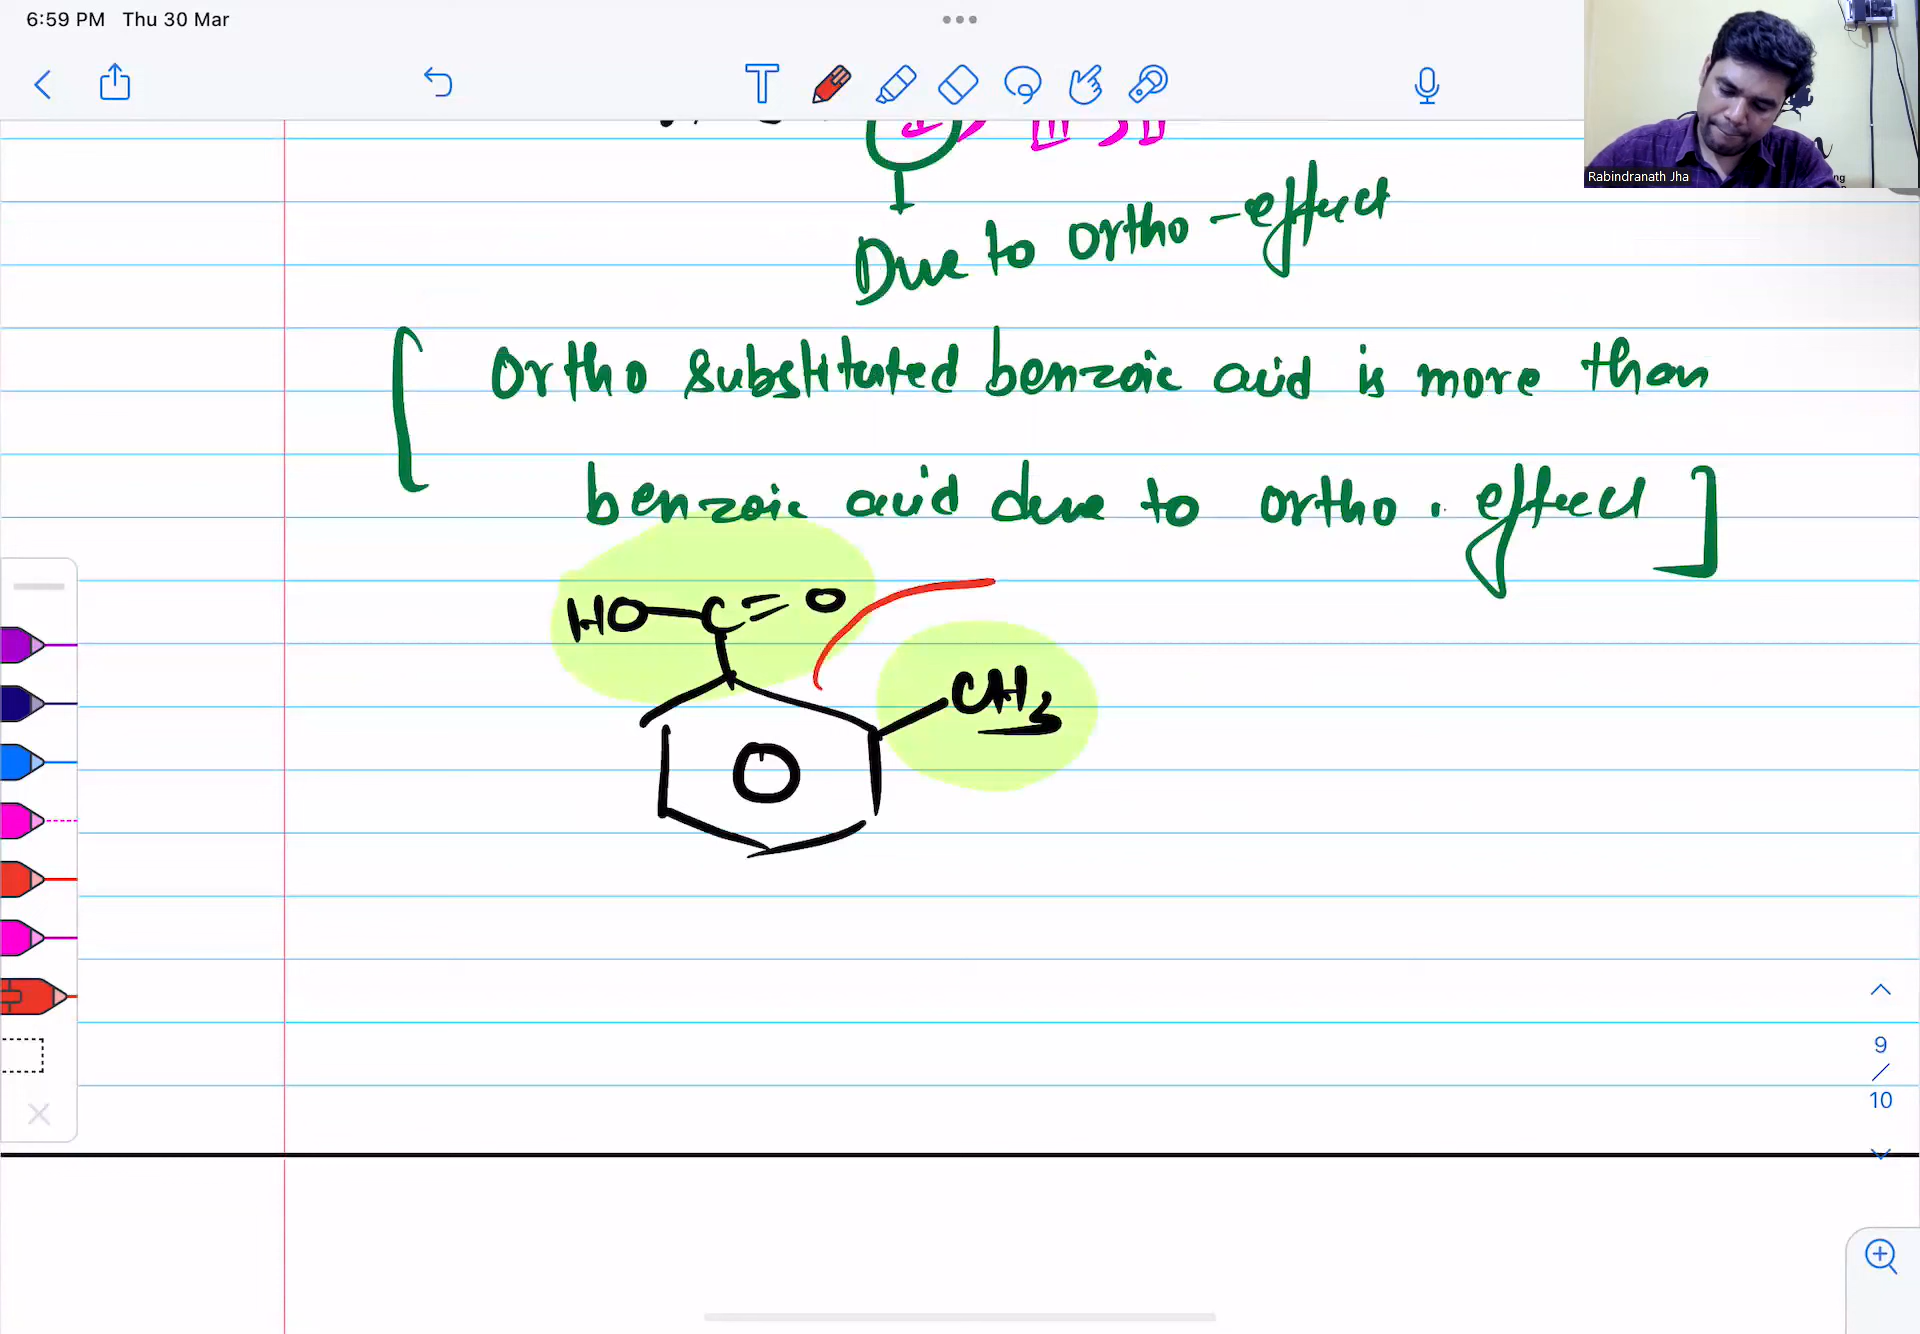 6:59 PM Thu 30 Mar
Rabindranath Jha
Due to ortho-effect
Ortho substituted benzoic acid is more than
benzoic acid due to ortho. effect
HO-C=O
CH3
9
/
10